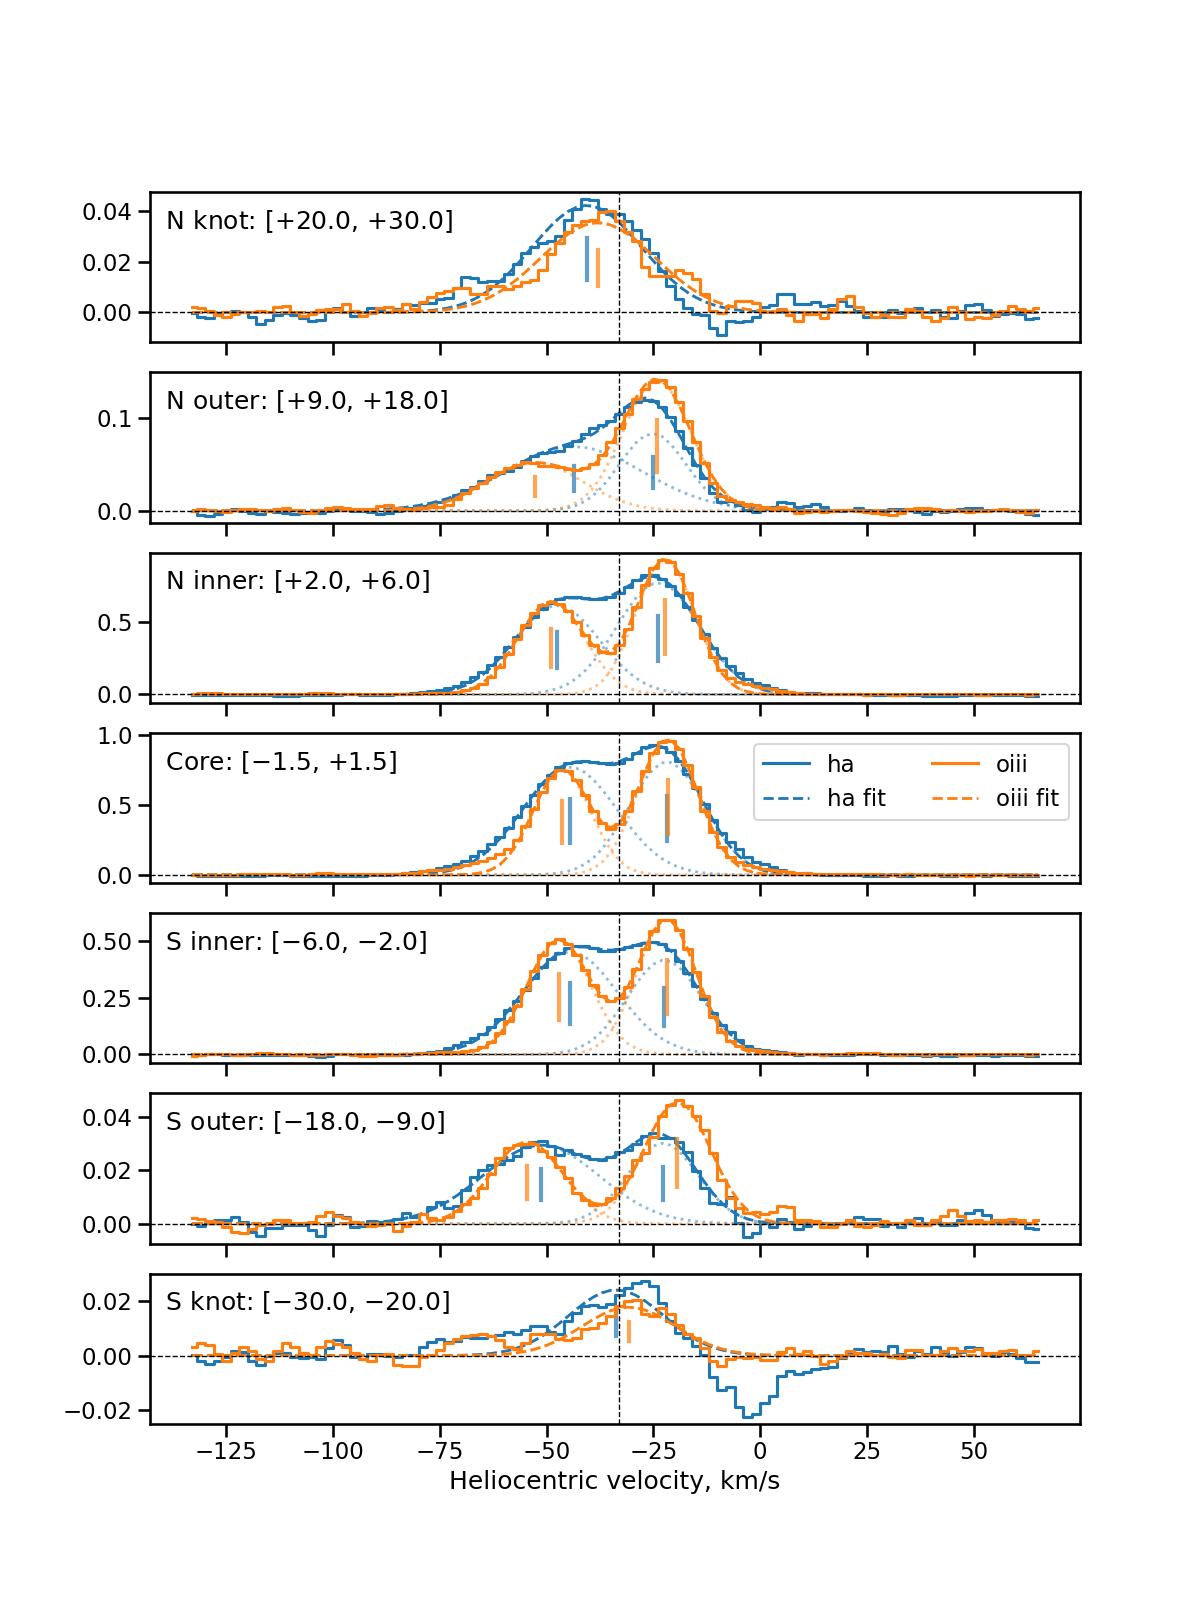 N knot: [+20.0, +30.0]
0.04
0.02
0.00
N outer: [+9.0, +18.0]
0.1
0.0
N inner: [+2.0, +6.0]
0.5
0.0
Core: [−1.5, +1.5]
1.0
0.5
0.0
ha
oiii
ha fit
oiii fit
S inner: [−6.0, −2.0]
0.50
0.25
0.00
S outer: [−18.0, −9.0]
0.04
0.02
0.00
S knot: [−30.0, −20.0]
0.02
0.00
−0.02
−125 −100 −75 −50 −25 0 25 50
Heliocentric velocity, km/s